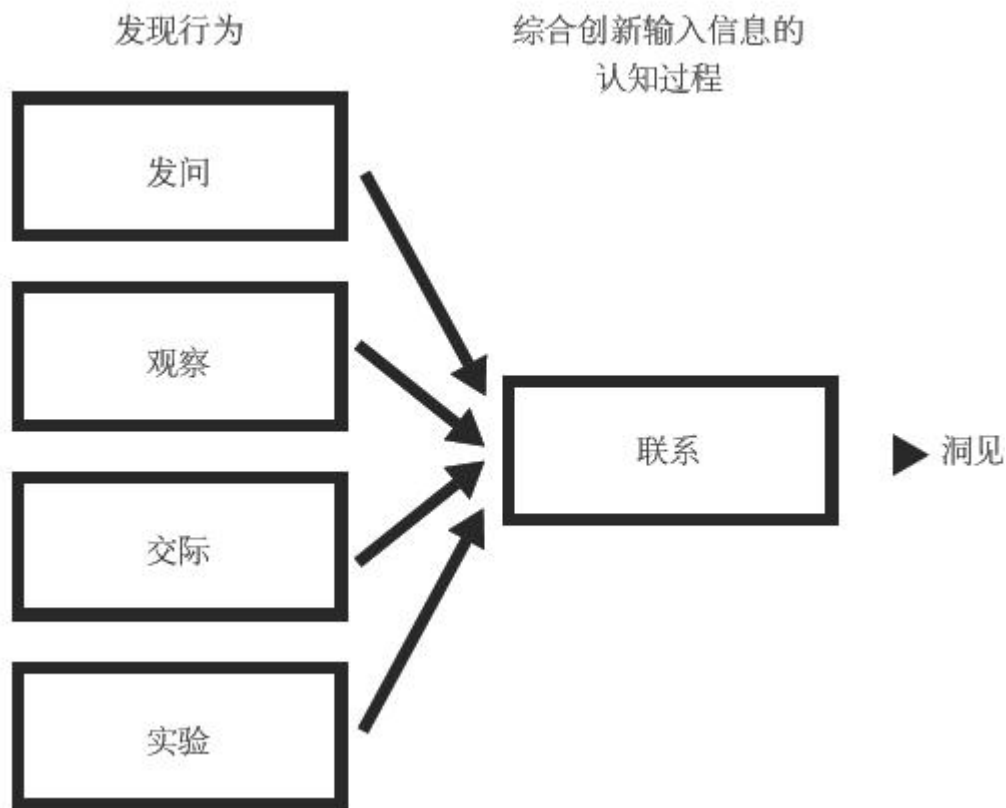 发现行为
综合创新输入信息的
认知过程
发问
观察
交际
实验
联系
洞见